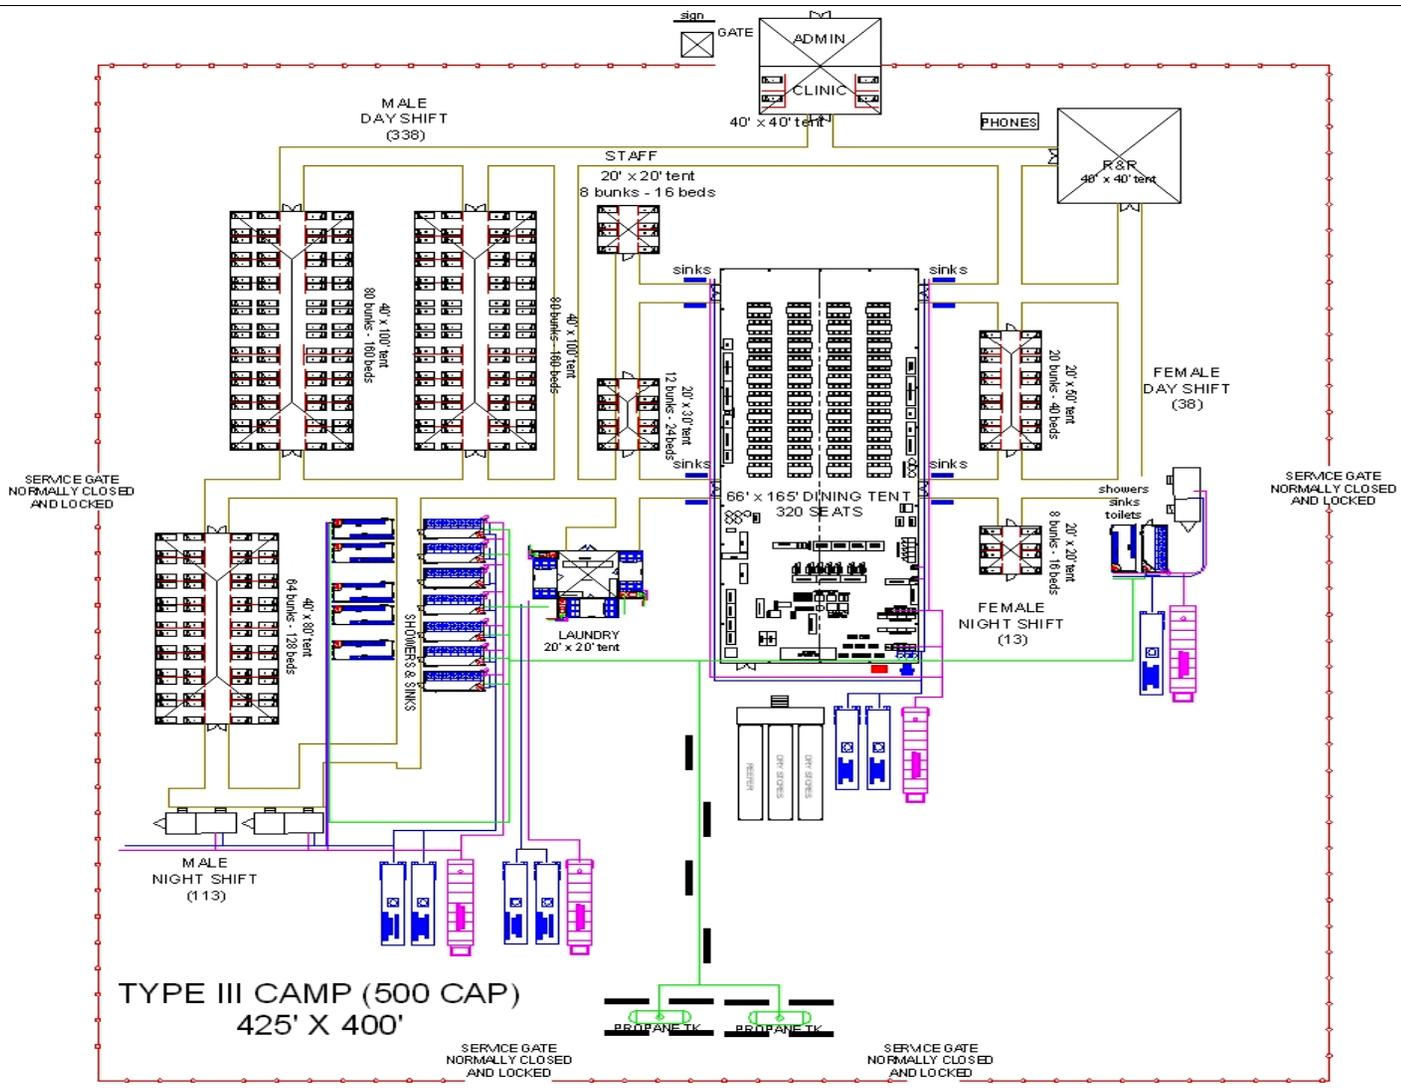 sign
GATE
ADMIN
CLINIC
40' x 40' tent
MALE
DAY SHIFT
(338)
PHONES
R&R
40' x 40' tent
STAFF
20' x 20' tent
8 bunks - 16 beds
sinks
sinks
40' x 100' tent
80 bunks - 160 beds
40' x 100' tent
80 bunks - 160 beds
20' x 30' tent
12 bunks - 24 beds
20' x 50' tent
20 bunks - 40 beds
FEMALE
DAY SHIFT
(38)
sinks
sinks
SERVICE GATE
NORMALLY CLOSED
AND LOCKED
SERVICE GATE
NORMALLY CLOSED
AND LOCKED
66' x 165' DINING TENT
320 SEATS
showers
sinks
toilets
20' x 20' tent
8 bunks - 16 beds
40' x 80' tent
64 bunks - 128 beds
SHOWERS & SINKS
LAUNDRY
20' x 20' tent
FEMALE
NIGHT SHIFT
(13)
REEFER
DRY STORES
DRY STORES
MALE
NIGHT SHIFT
(113)
TYPE III CAMP (500 CAP)
425' X 400'
PROPANE TK
PROPANE TK
SERVICE GATE
NORMALLY CLOSED
AND LOCKED
SERVICE GATE
NORMALLY CLOSED
AND LOCKED